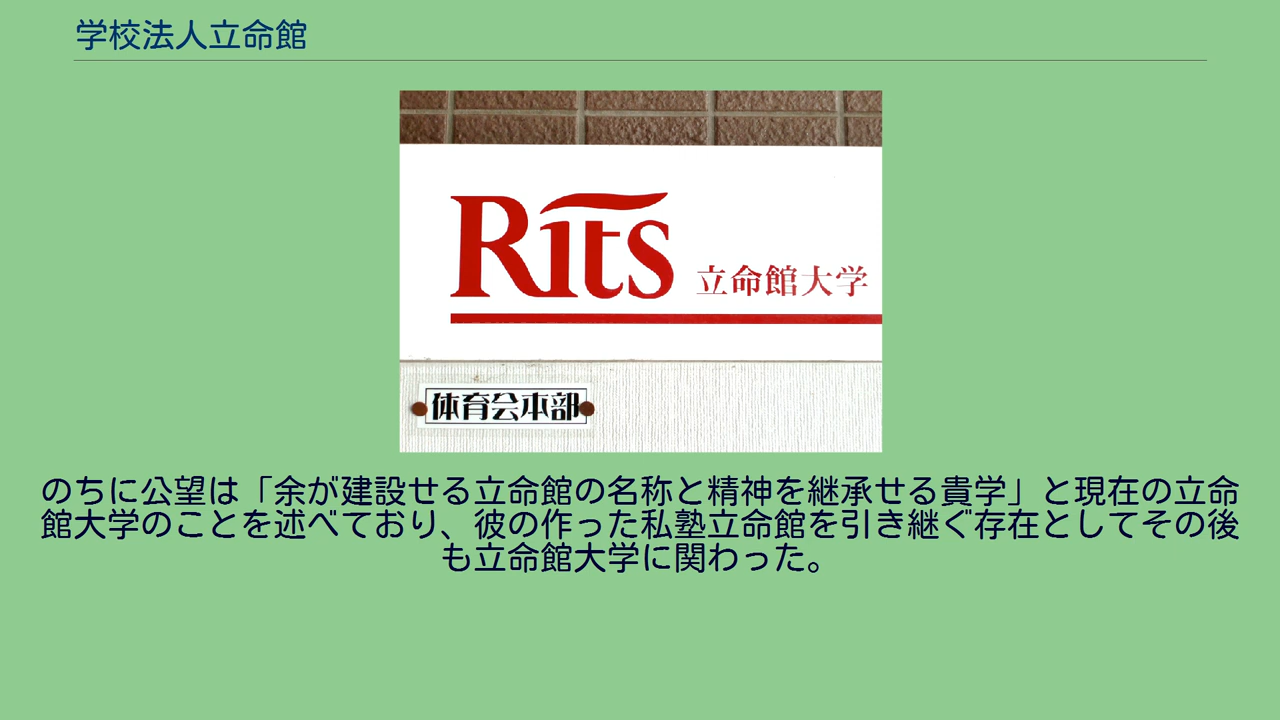 学校法人立命館
Rits 立命館大学
体育会本部
のちに公望は「余が建設せる立命館の名称と精神を継承せる貴学」と現在の立命
館大学のことを述べており、彼の作った私塾立命館を引き継ぐ存在としてその後
も立命館大学に関わった。